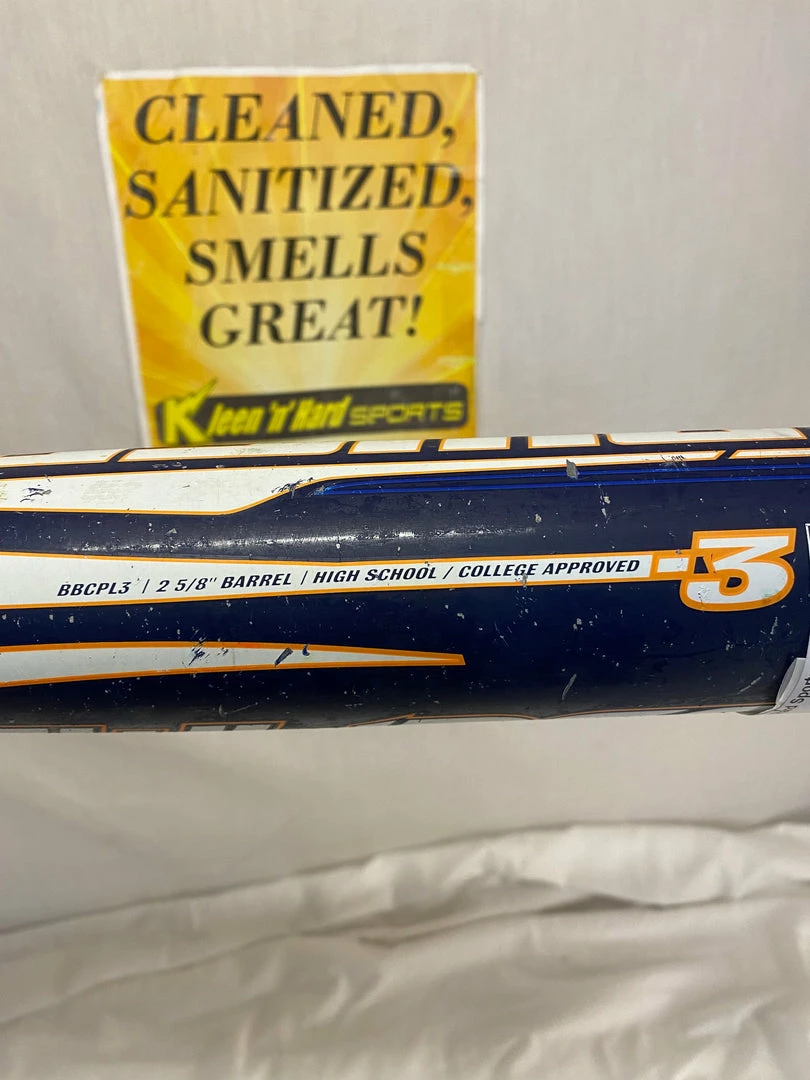 CLEANED,
SANITIZED,
SMELLS
GREAT!
Kleen 'n' Hard SPORTS
BBCPL3 | 2 5/8" BARREL | HIGH SCHOOL / COLLEGE APPROVED
-3